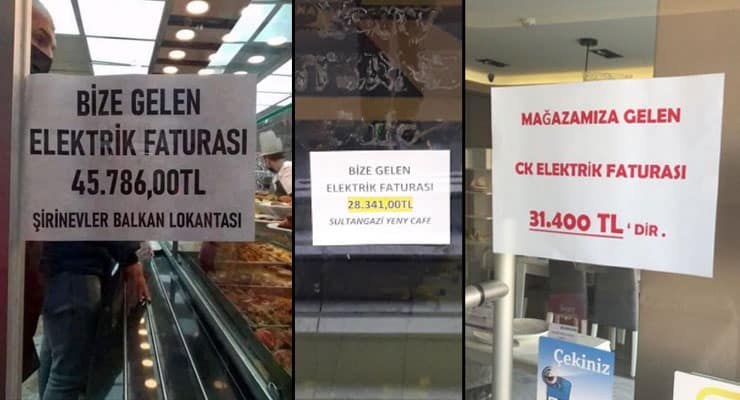 BİZE GELEN
ELEKTRİK FATURASI
45.786,00TL
ŞİRİNEVLER BALKAN LOKANTASI
BİZE GELEN
ELEKTRİK FATURASI
28.341,00TL
SULTANGAZİ YENY CAFE
MAĞAZAMIZA GELEN
CK ELEKTRİK FATURASI
31.400 TL ' DİR .
Çekiniz